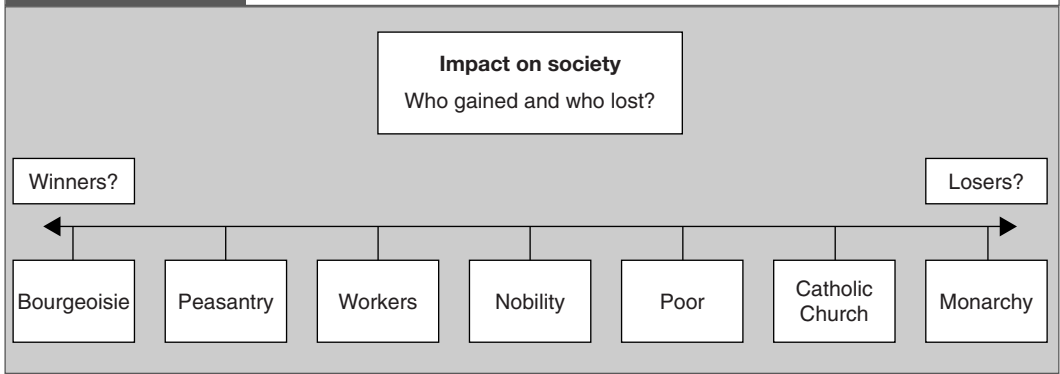 Impact on society
Who gained and who lost?
Winners?
Losers?
Bourgeoisie
Peasantry
Workers
Nobility
Poor
Catholic
Church
Monarchy